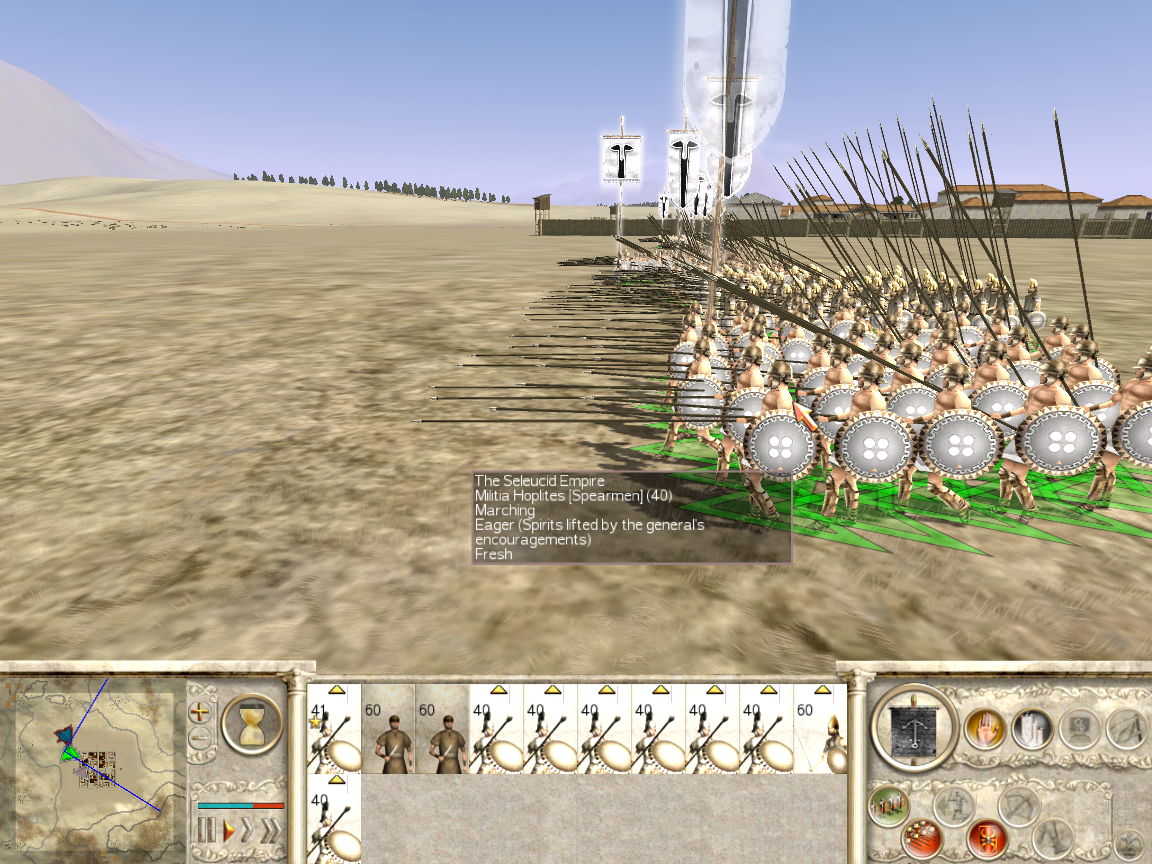 The Seleucid Empire
Militia Hoplites [Spearmen] (40)
Marching
Eager (Spirits lifted by the general's
encouragements)
Fresh
41 60 60 40 40 40 40 40 40 60
40